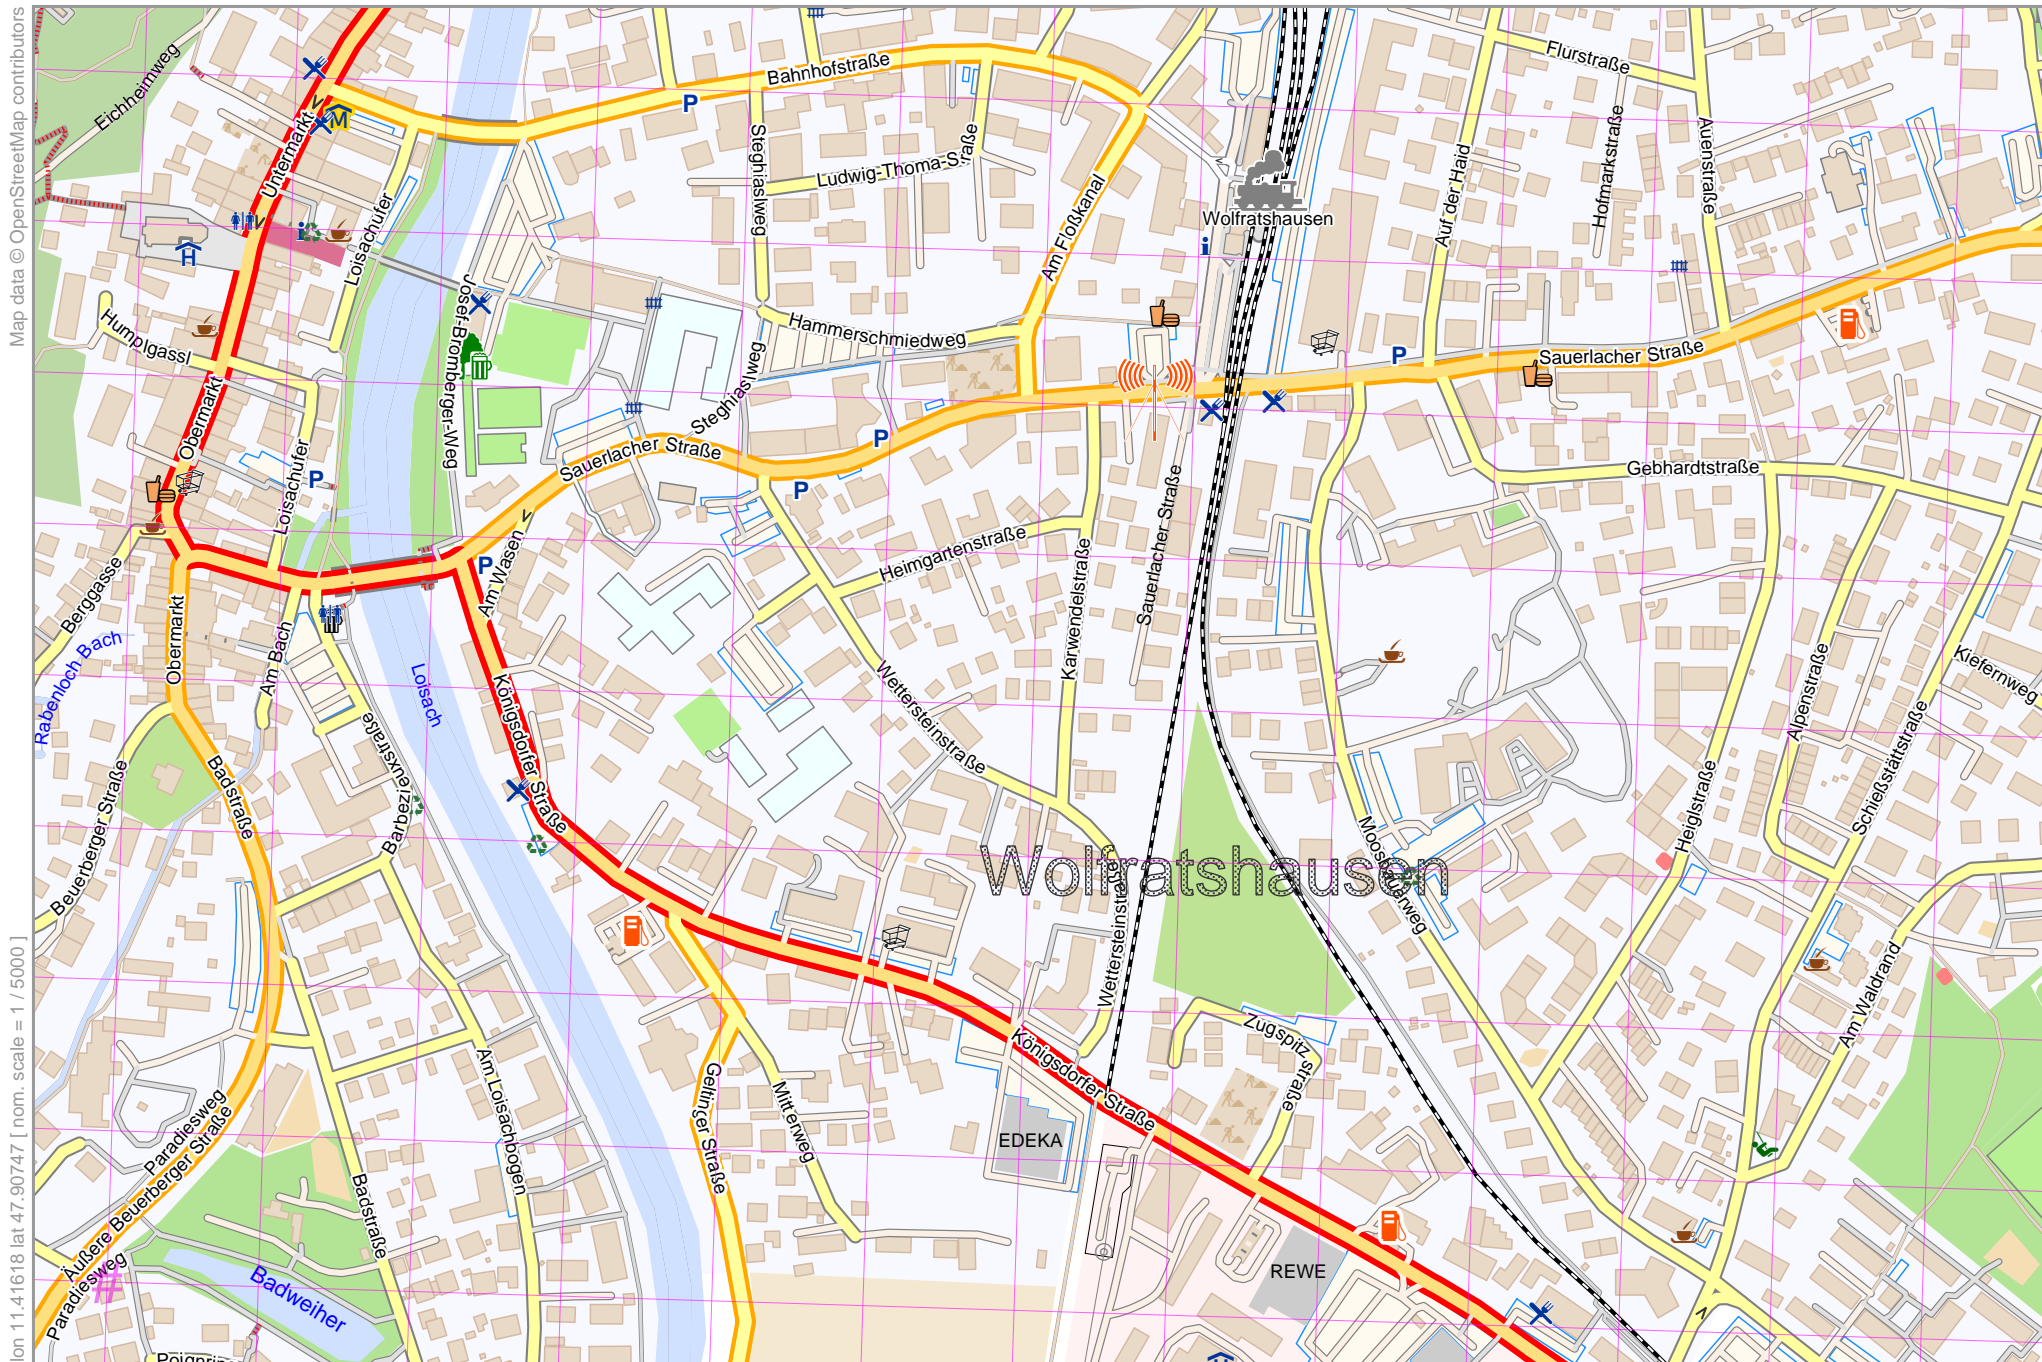 Map data © OpenStreetMap contributors
lon 11.41618 lat 47.90747 [ nom. scale = 1 / 5000 ]
Eichheimweg
Untermarkt
M
Bahnhofstraße
P
Flurstraße
Steghiaslweg
Ludwig-Thoma-Straße
Am Floßkanal
Wolfratshausen
Auf der Haid
Hofmarkstraße
Auenstraße
H
i
i
Loisachufer
Humplgassl
Josef-Bromberger-Weg
Hammerschmiedweg
Steghiaslweg
P
Sauerlacher Straße
Obermarkt
Loisachufer
P
Sauerlacher Straße
P
P
Gebhardtstraße
Sauerlacher Straße
Berggasse
P
Am Wasen
Heimgartenstraße
Karwendelstraße
Obermarkt
Am Bach
Rabenloch Bach
Loisach
Königsdorfer Straße
Wettersteinstraße
Alpenstraße
Kiefernweg
Schießstättstraße
Barbezieuxstraße
Badstraße
Beuerberger Straße
Heiglstraße
Moosbauerweg
Wolfratshausen
Wettersteinstraße
Am Waldrand
Zugspitzstraße
Königsdorfer Straße
Am Loisachbogen
Geltinger Straße
Mitterweg
EDEKA
Paradiesweg
Äußere Beuerberger Straße
Badstraße
Paradiesweg
Badweiher
REWE